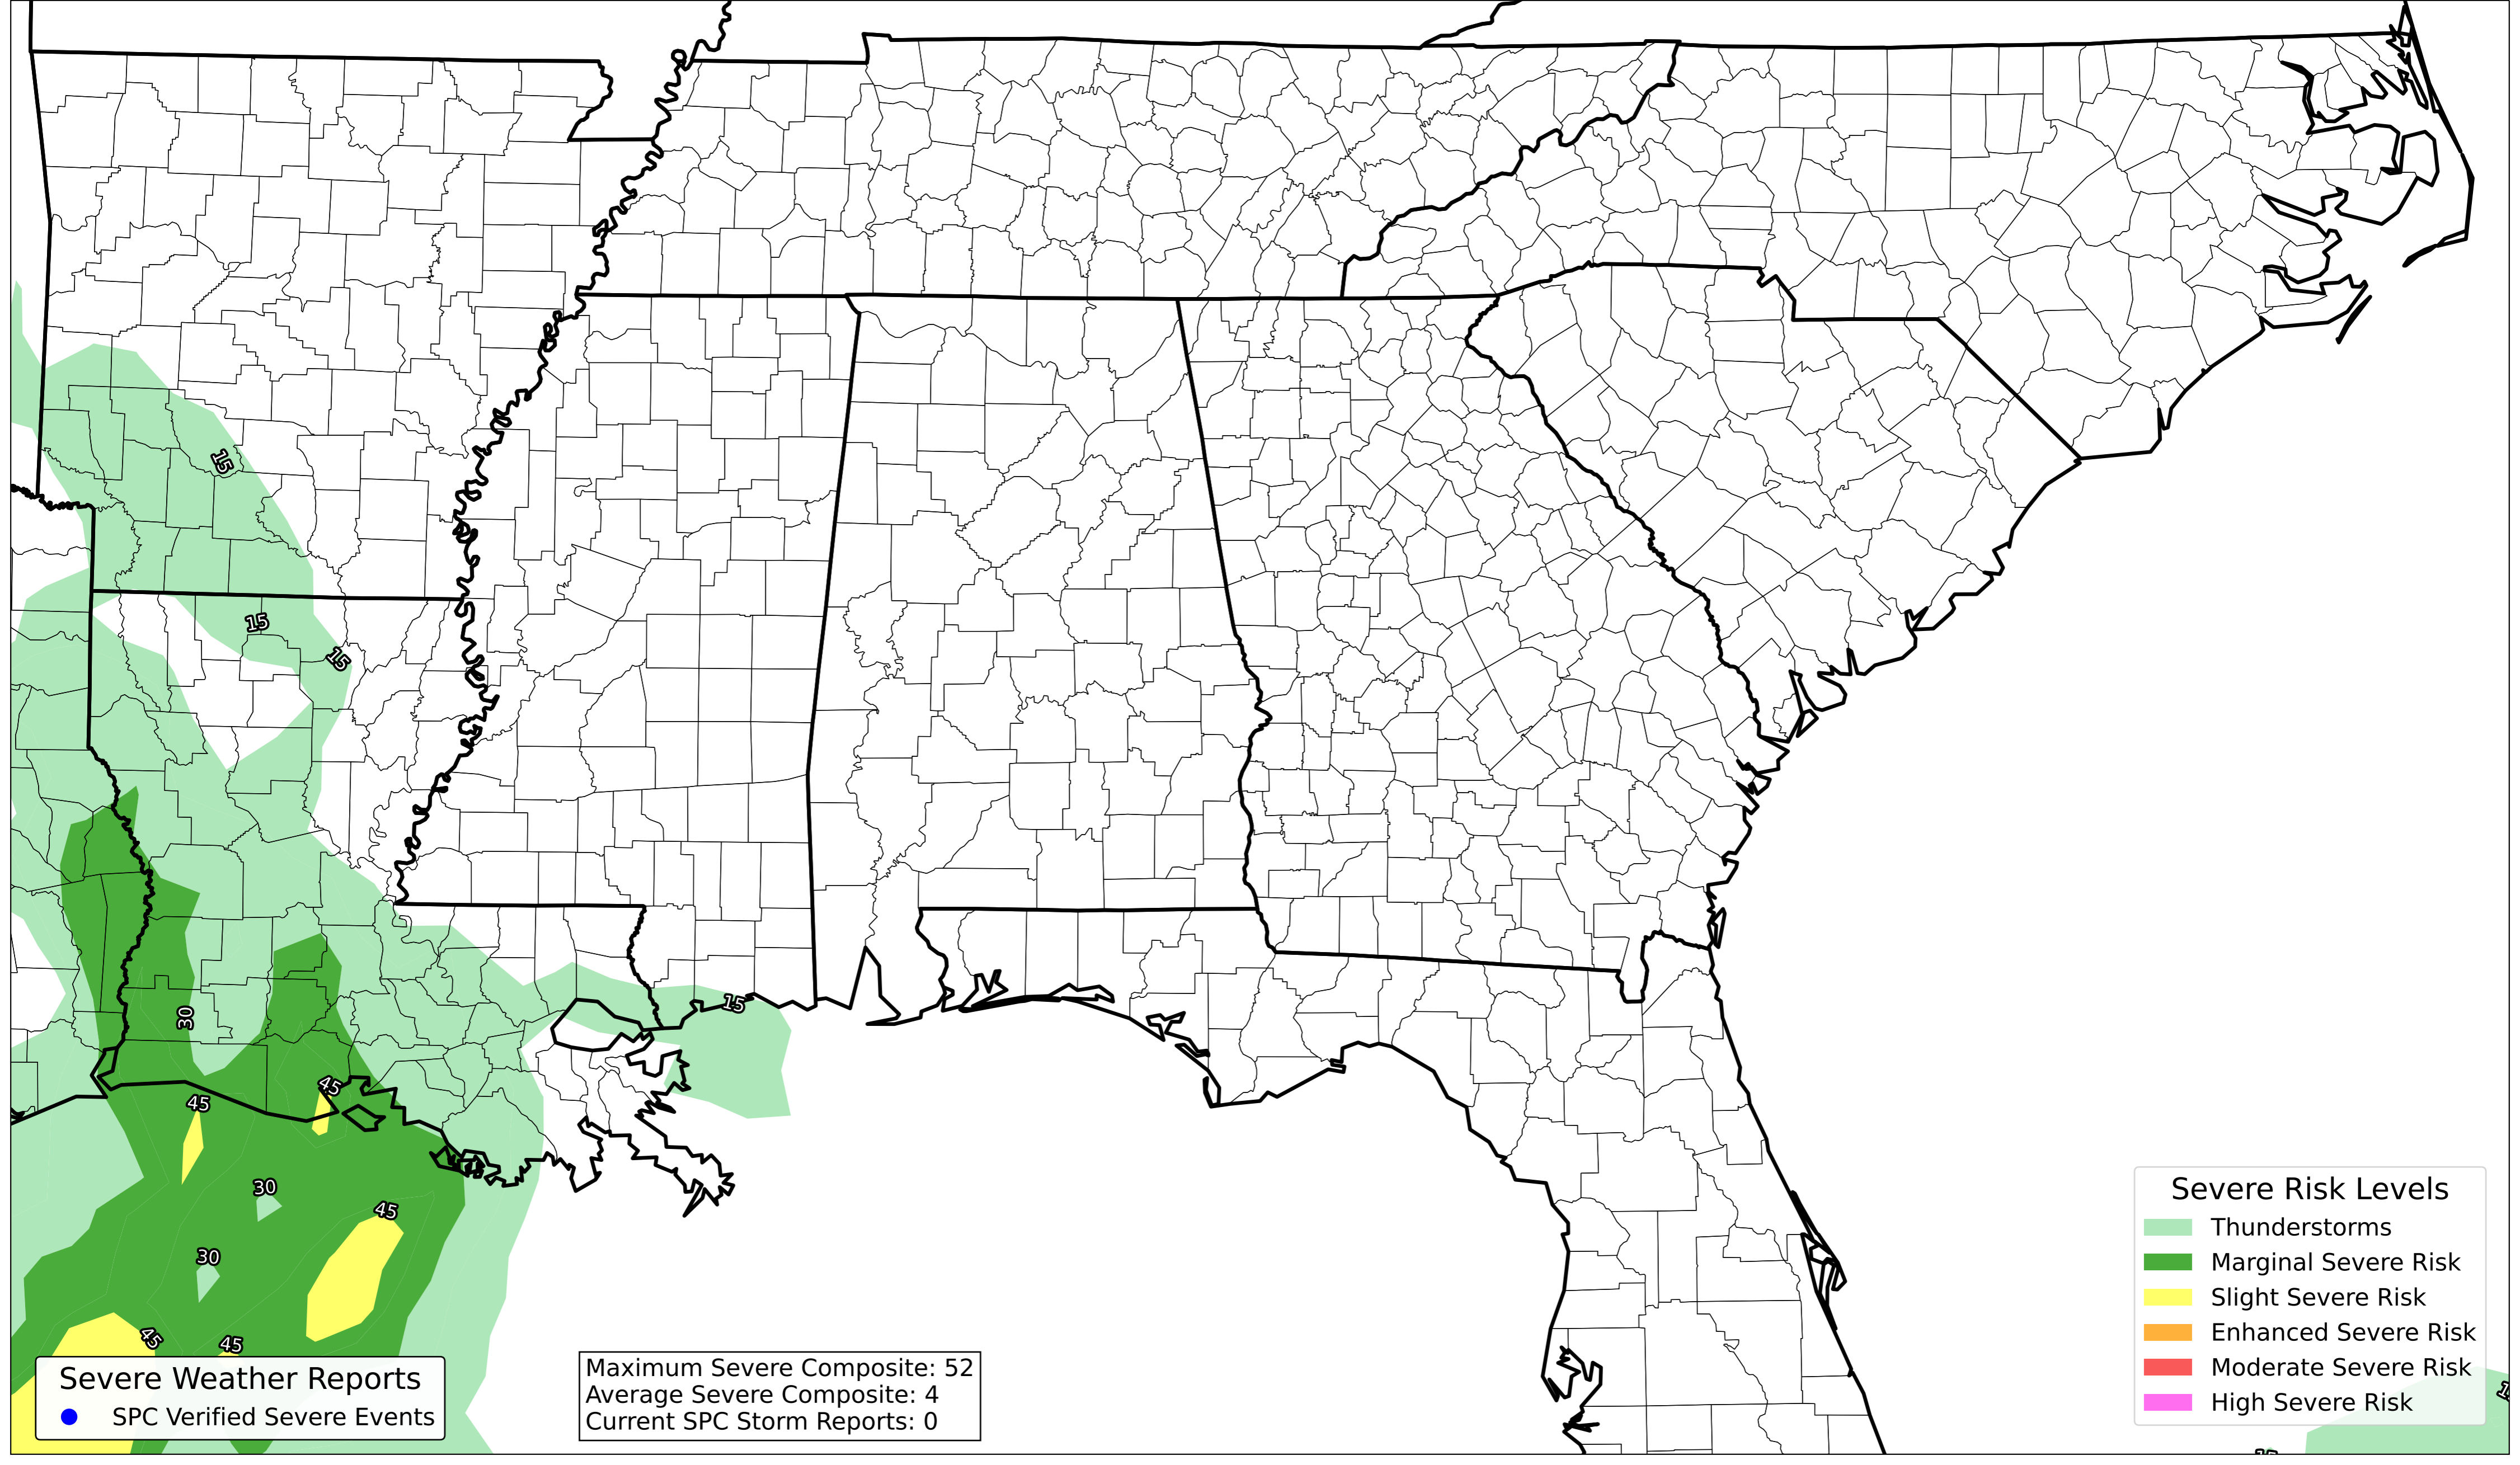 15
15
15
15
30
45
45
30
45
30
45
45
Severe Weather Reports
SPC Verified Severe Events
Maximum Severe Composite: 52
Average Severe Composite: 4
Current SPC Storm Reports: 0
Severe Risk Levels
Thunderstorms
Marginal Severe Risk
Slight Severe Risk
Enhanced Severe Risk
Moderate Severe Risk
High Severe Risk